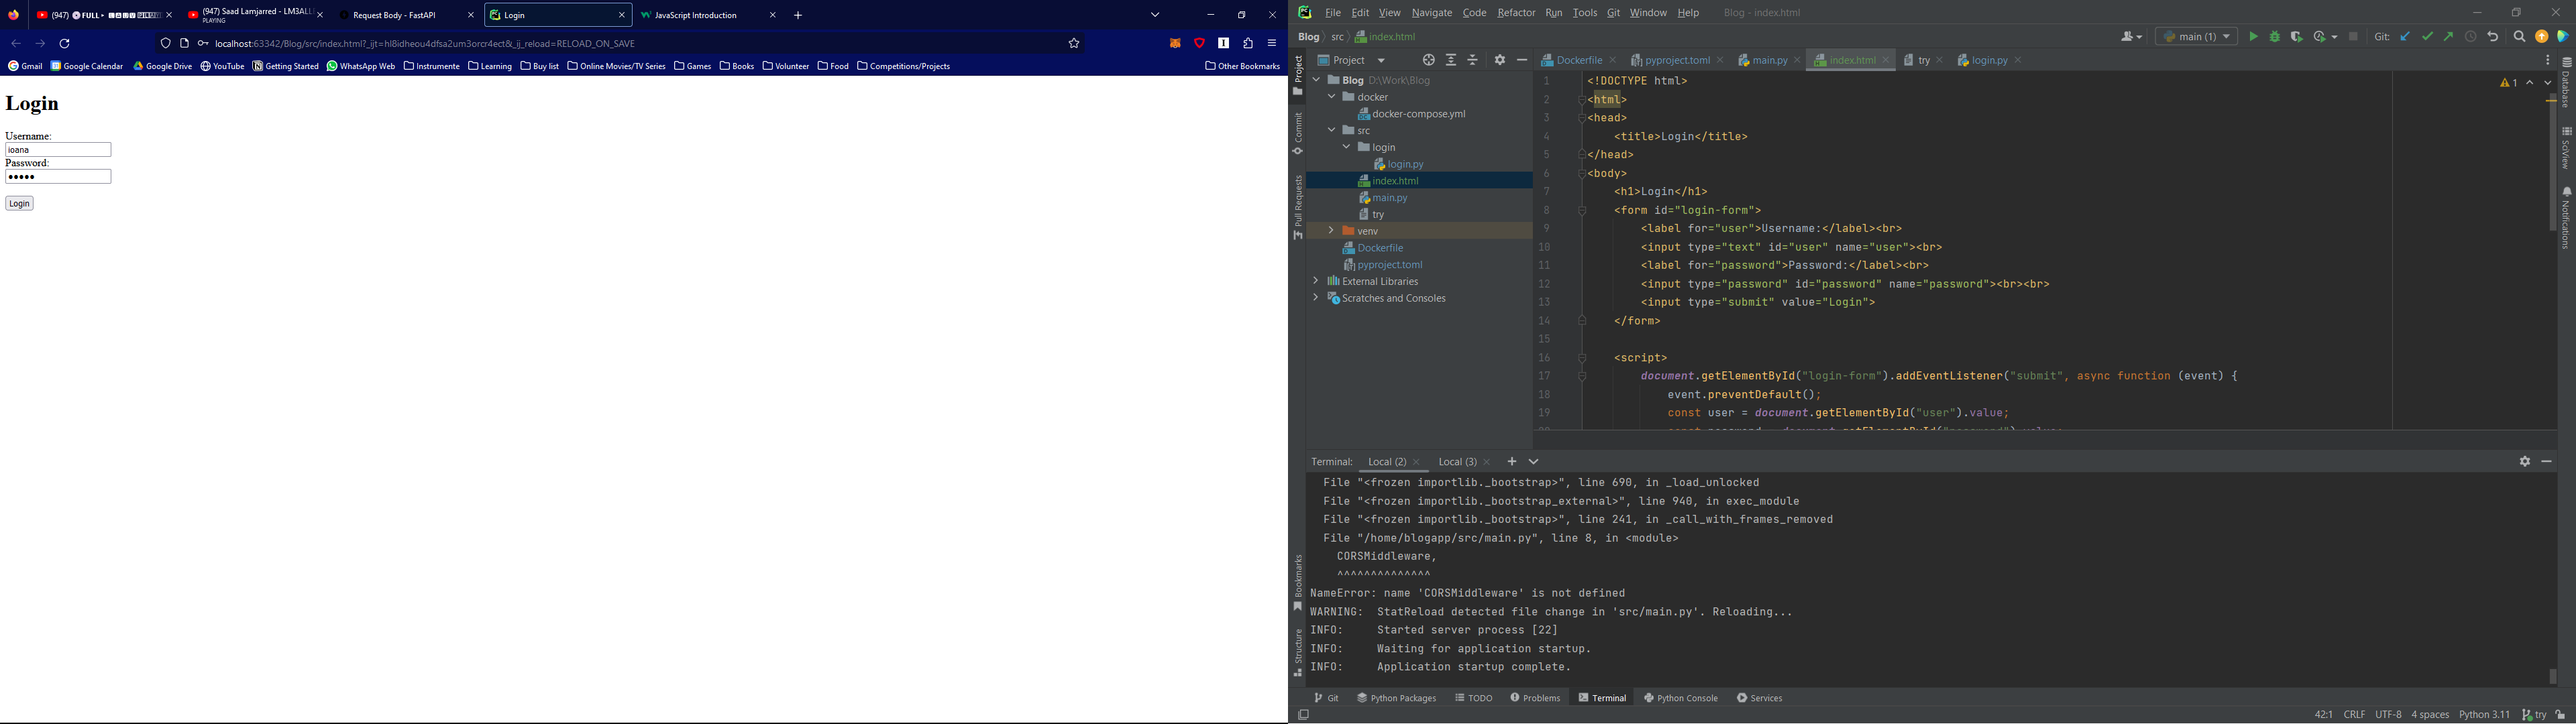 (947) FULL
(947) Saad Lamjarred - LM3ALL
PLAYING
Request Body - FastAPI
Login
JavaScript Introduction
localhost:63342/Blog/src/index.html?_ijt=hl8idheou4dfsa2um3orcr4ect&_ij_reload=RELOAD_ON_SAVE
Gmail Google Calendar Google Drive YouTube Getting Started WhatsApp Web Instrumente Learning Buy list Online Movies/TV Series Games Books Volunteer Food Competitions/Projects Other Bookmarks
Login
Username:
ioana
Password:
●●●●●
Login
File Edit View Navigate Code Refactor Run Tools Git Window Help Blog - index.html
Blog src index.html main (1) Git:
Project
Dockerfile pyproject.toml main.py index.html try login.py
Project
Commit
Pull Requests
Bookmarks
Structure
Blog D:\Work\Blog
docker
docker-compose.yml
src
login
login.py
index.html
main.py
try
venv
Dockerfile
pyproject.toml
External Libraries
Scratches and Consoles
1 <!DOCTYPE html>
2 <html>
3 <head>
4 <title>Login</title>
5 </head>
6 <body>
7 <h1>Login</h1>
8 <form id="login-form">
9 <label for="user">Username:</label><br>
10 <input type="text" id="user" name="user"><br>
11 <label for="password">Password:</label><br>
12 <input type="password" id="password" name="password"><br><br>
13 <input type="submit" value="Login">
14 </form>
15
16 <script>
17 document.getElementById("login-form").addEventListener("submit", async function (event) {
18 event.preventDefault();
19 const user = document.getElementById("user").value;
1
Database
SciView
Notifications
Terminal: Local (2) Local (3)
File "<frozen importlib._bootstrap>", line 690, in _load_unlocked
File "<frozen importlib._bootstrap_external>", line 940, in exec_module
File "<frozen importlib._bootstrap>", line 241, in _call_with_frames_removed
File "/home/blogapp/src/main.py", line 8, in <module>
CORSMiddleware,
^^^^^^^^^^^^^^
NameError: name 'CORSMiddleware' is not defined
WARNING: StatReload detected file change in 'src/main.py'. Reloading...
INFO: Started server process [22]
INFO: Waiting for application startup.
INFO: Application startup complete.
Git Python Packages TODO Problems Terminal Python Console Services
42:1 CRLF UTF-8 4 spaces Python 3.11 try